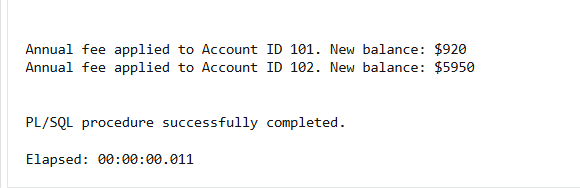 Annual fee applied to Account ID 101. New balance: $920
Annual fee applied to Account ID 102. New balance: $5950
PL/SQL procedure successfully completed.
Elapsed: 00:00:00.011